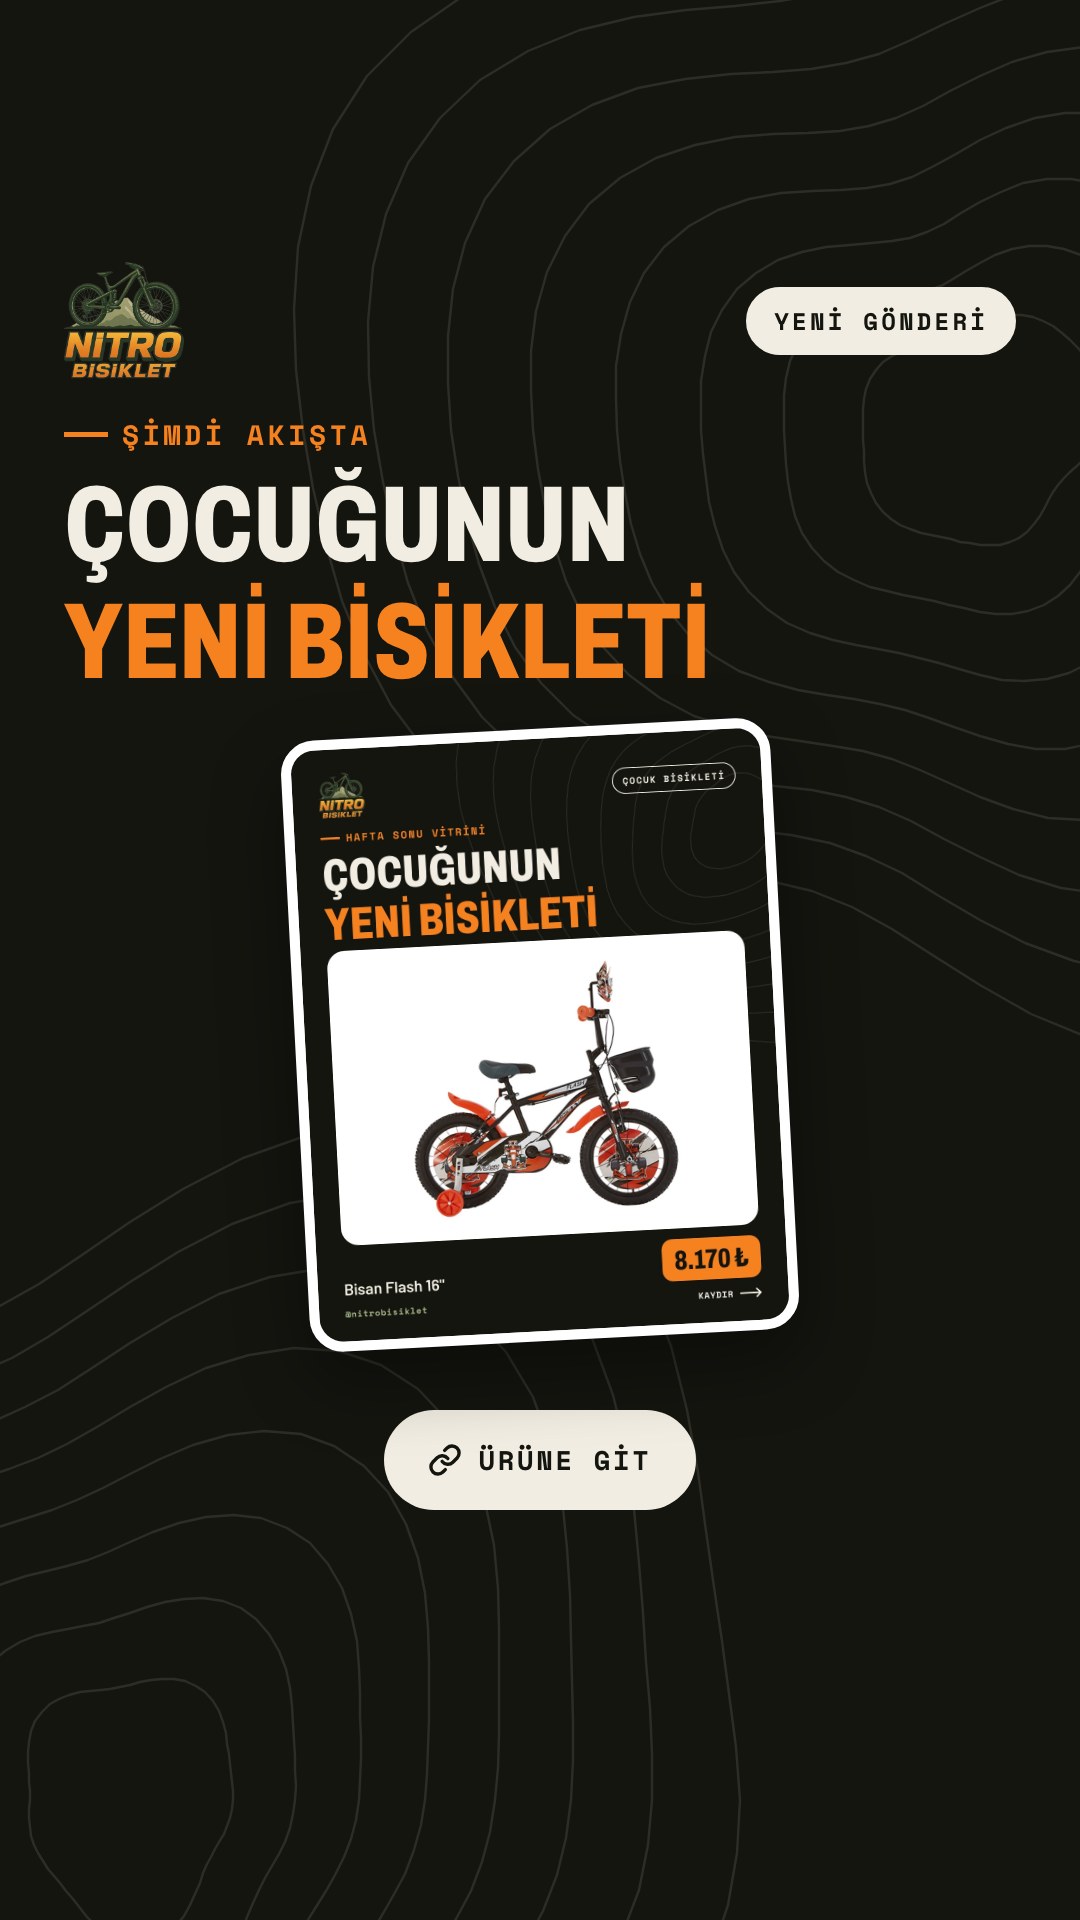 NiTRO
BiSiKLET
YENİ GÖNDERİ
ŞİMDİ AKIŞTA
ÇOCUĞUNUN
YENİ BİSİKLETİ
NiTRO
BiSiKLET
ÇOCUK BİSİKLETİ
HAFTA SONU VİTRİNİ
ÇOCUĞUNUN
YENİ BİSİKLETİ
FLASH
8.170 ₺
Bisan Flash 16"
KAYDIR
@nitrobisiklet
ÜRÜNE GİT